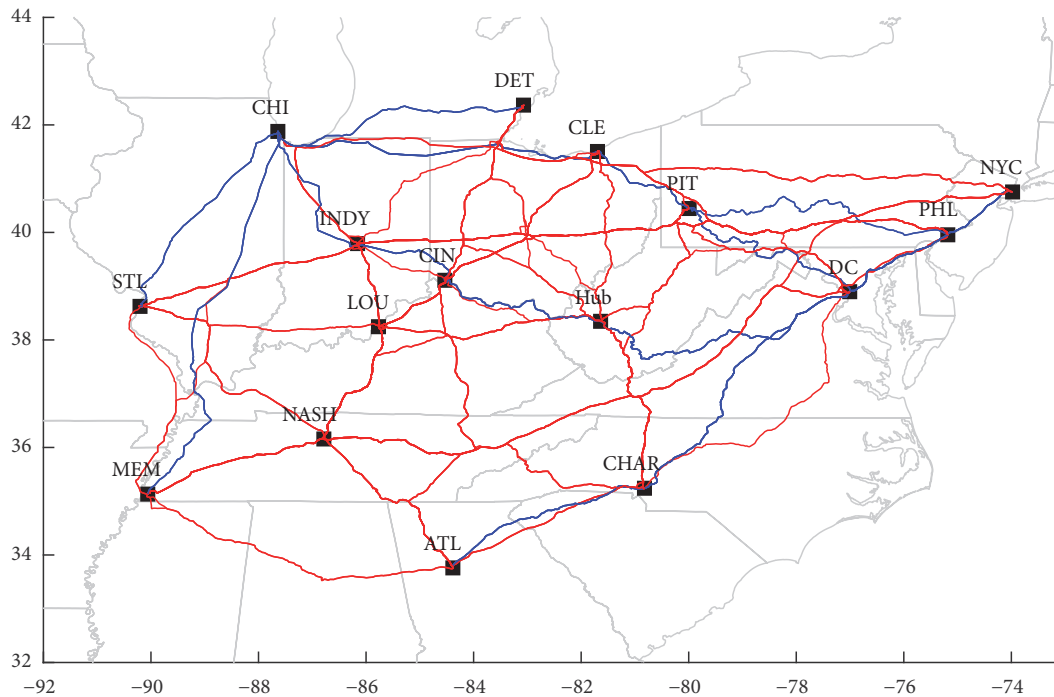 44
DET
CHI
42
CLE
NYC
PIT
INDY
PHL
40
CIN
DC
STL
LOU
Hub
38
NASH
36
MEM
CHAR
ATL
34
32
−92 −90 −88 −86 −84 −82 −80 −78 −76 −74